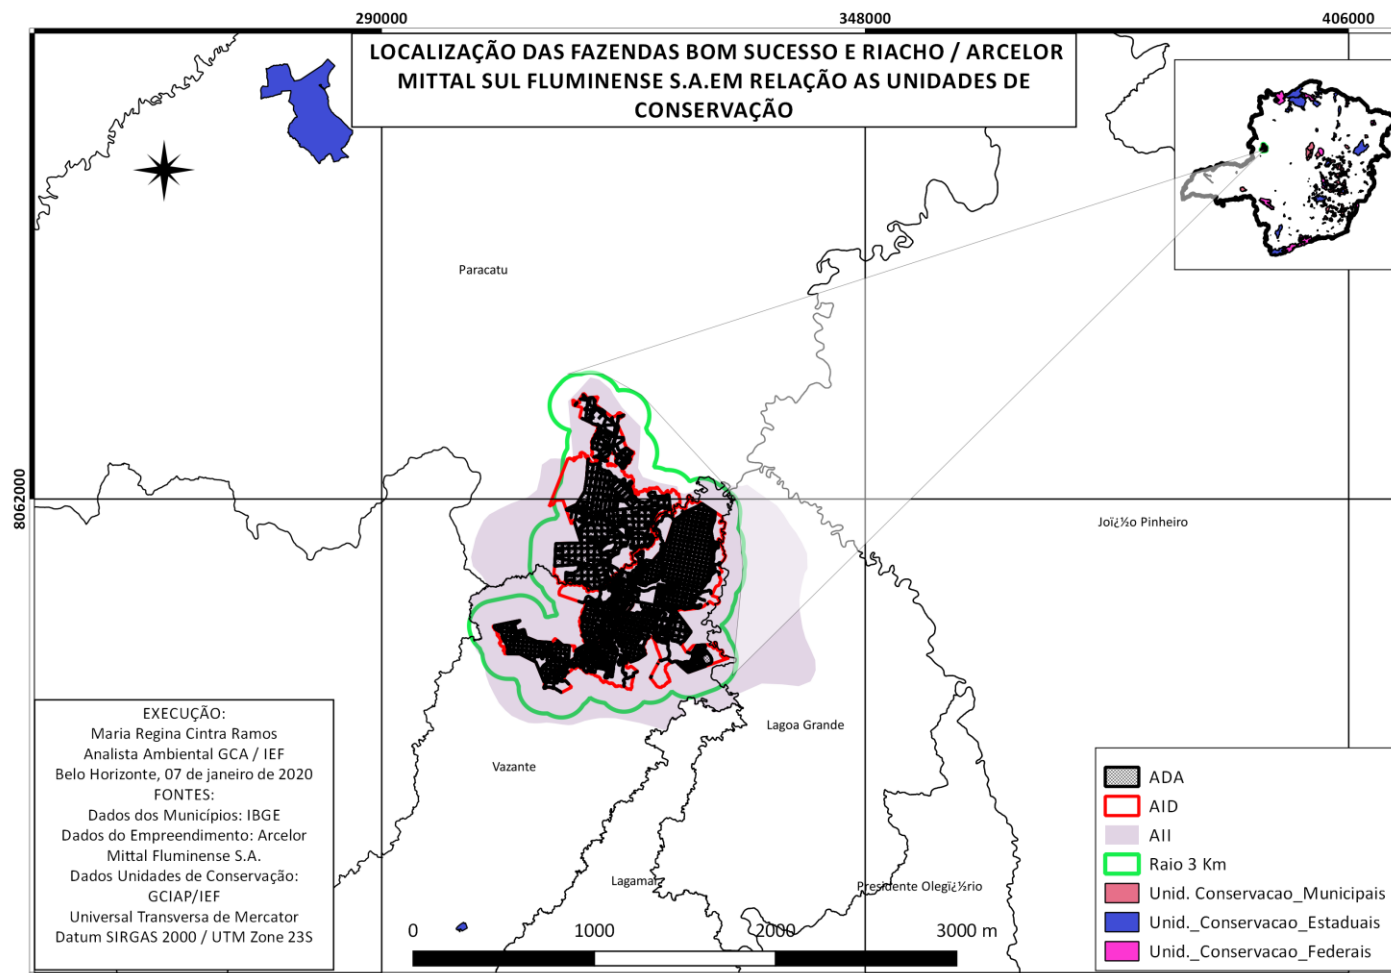 290000
348000
406000
LOCALIZAÇÃO DAS FAZENDAS BOM SUCESSO E RIACHO / ARCELOR
MITTAL SUL FLUMINENSE S.A.EM RELAÇÃO AS UNIDADES DE
CONSERVAÇÃO
Paracatu
8062000
Joï¿½o Pinheiro
Lagoa Grande
Vazante
Lagamar
Presidente Olegï¿½rio
EXECUÇÃO:
Maria Regina Cintra Ramos
Analista Ambiental GCA / IEF
Belo Horizonte, 07 de janeiro de 2020
FONTES:
Dados dos Municípios: IBGE
Dados do Empreendimento: Arcelor
Mittal Fluminense S.A.
Dados Unidades de Conservação:
GCIAP/IEF
Universal Transversa de Mercator
Datum SIRGAS 2000 / UTM Zone 23S
0
1000
2000
3000 m
ADA
AID
AII
Raio 3 Km
Unid. Conservacao_Municipais
Unid._Conservacao_Estaduais
Unid._Conservacao_Federais